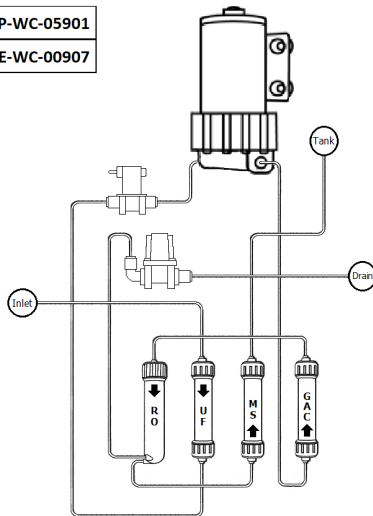 P-WC-05901
E-WC-00907
Tank
Drain
Inlet
RO
UF
MS
GAC